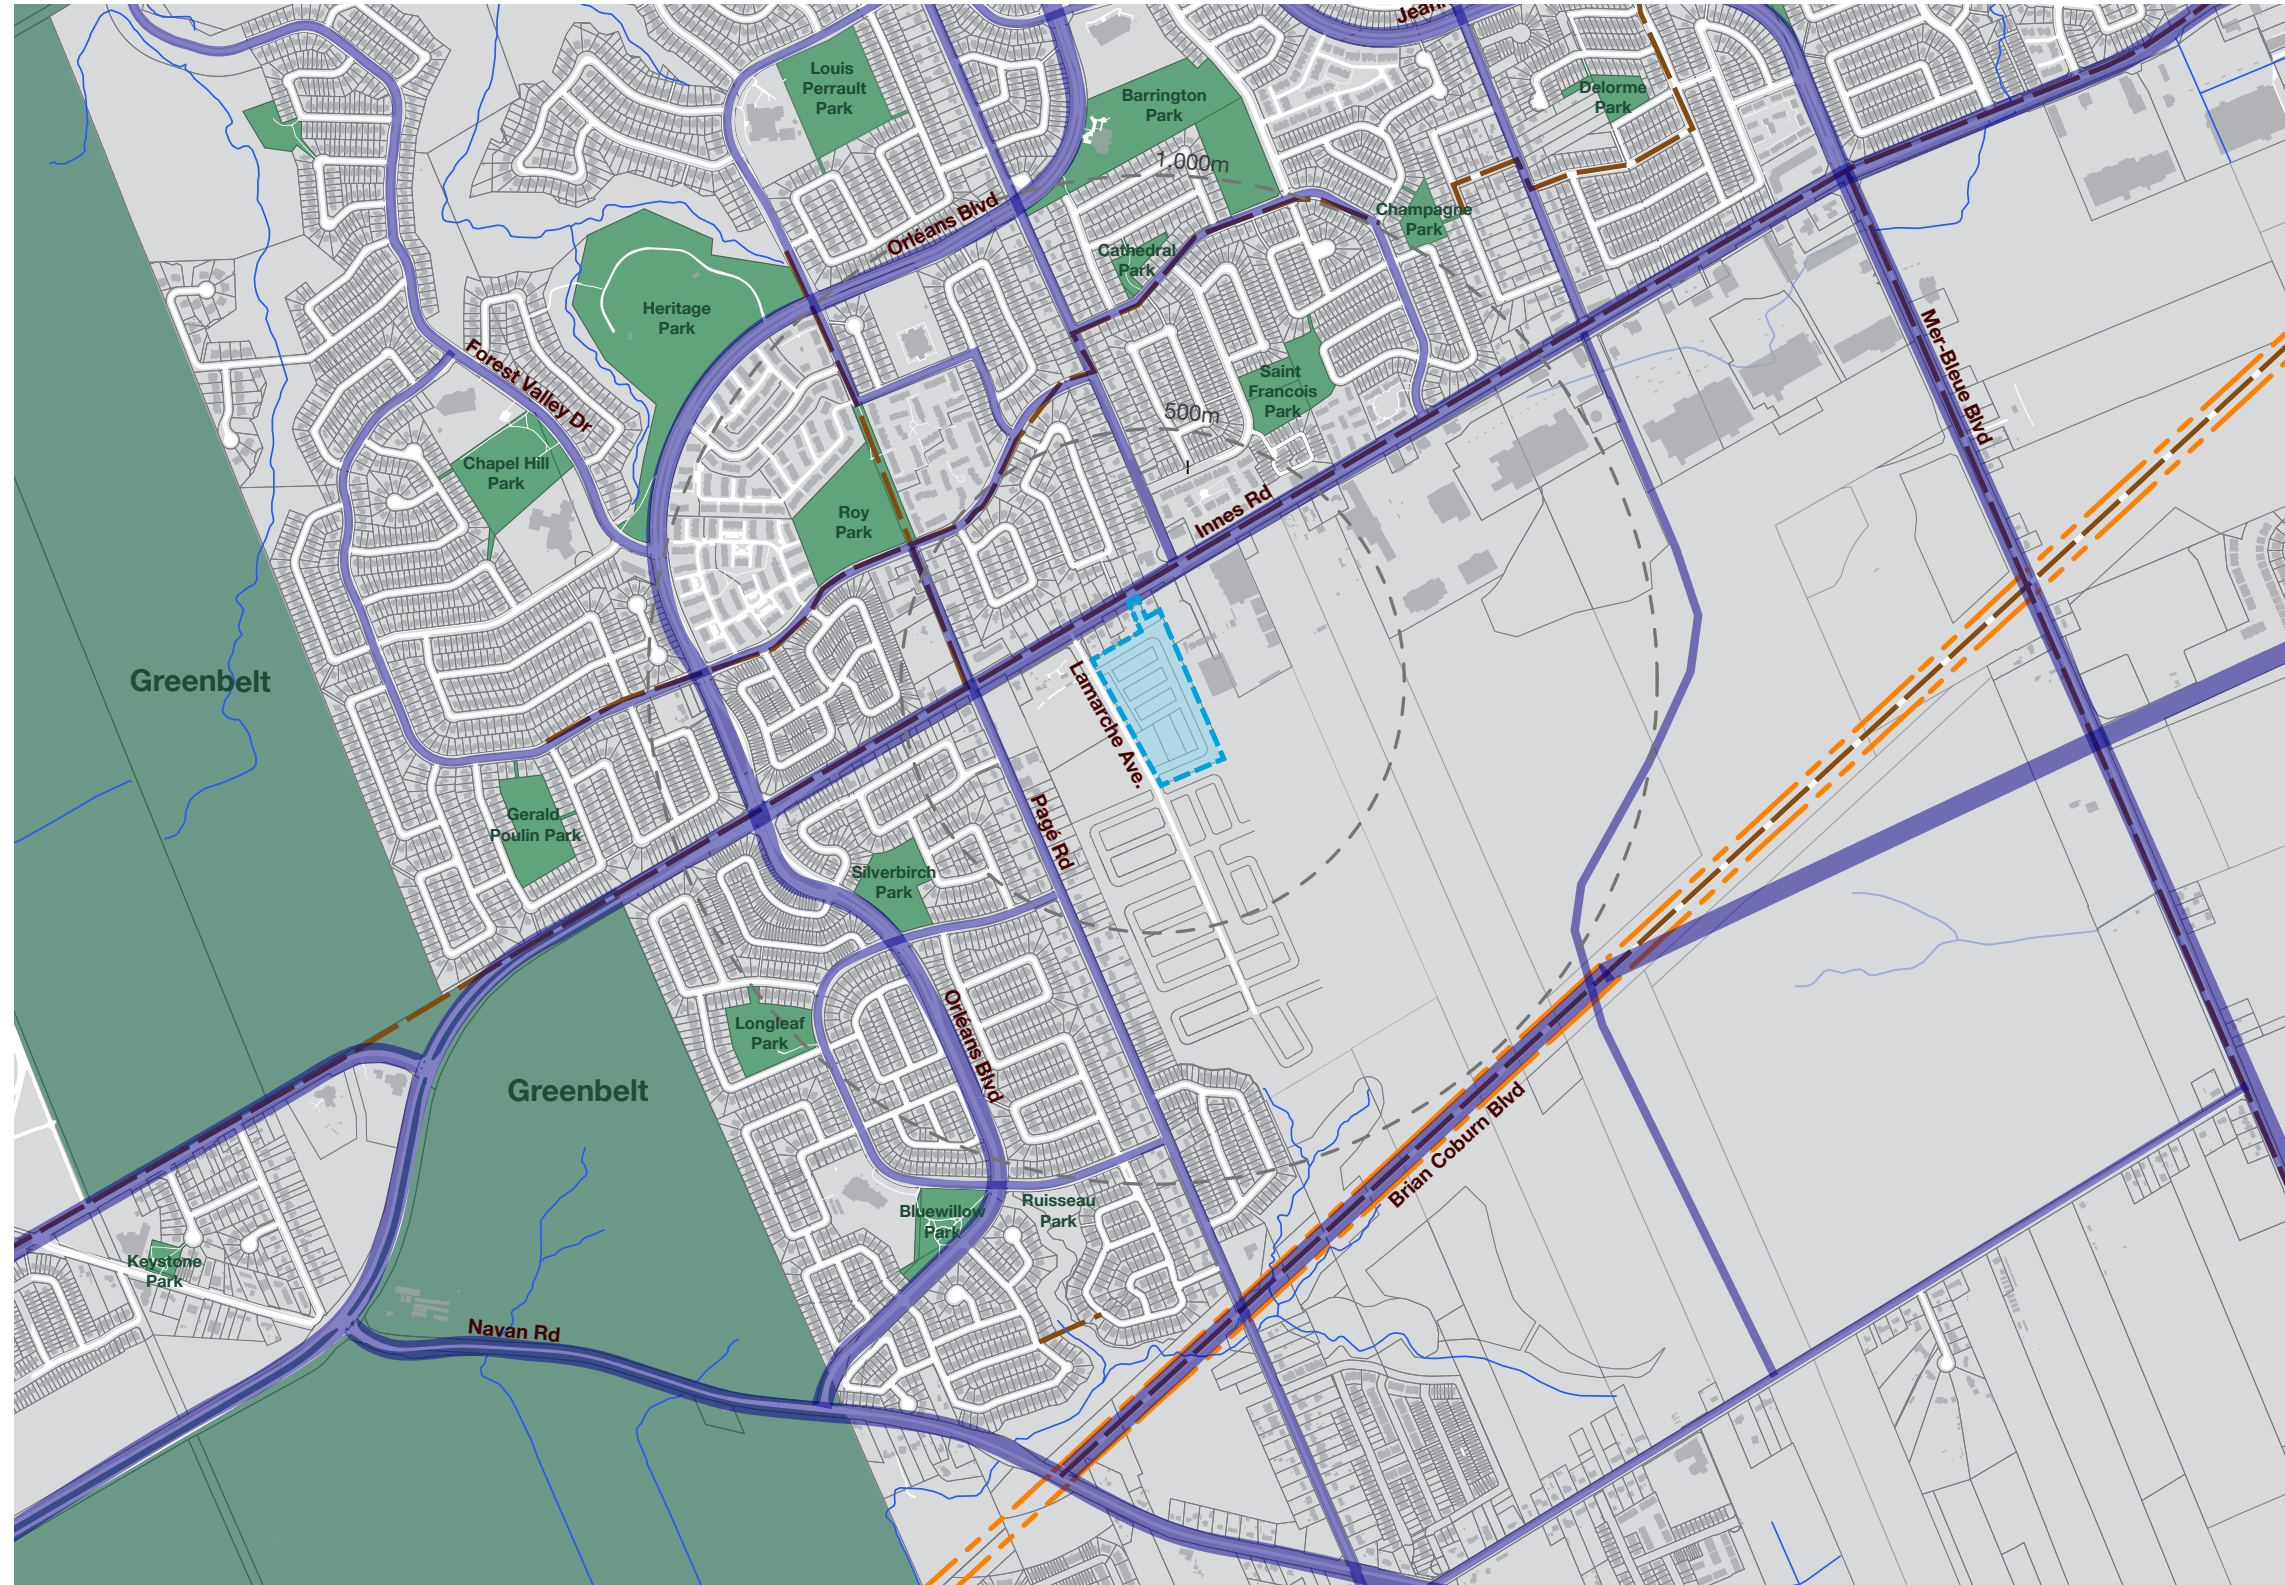 Jean
Louis
Perrault
Park
Barrington
Park
Delorme
Park
1,000m
Orléans Blvd
Champagne
Park
Cathedral
Park
Heritage
Park
Forest Valley Dr
Mer-Bleue Blvd
Saint
Francois
Park
500m
Chapel Hill
Park
Roy
Park
Innes Rd
Greenbelt
Lamarche Ave.
Gerald
Poulin Park
Pagé Rd
Silverbirch
Park
Longleaf
Park
Orléans Blvd
Greenbelt
Brian Coburn Blvd
Ruisseau
Park
Bluewillow
Park
Keystone
Park
Navan Rd